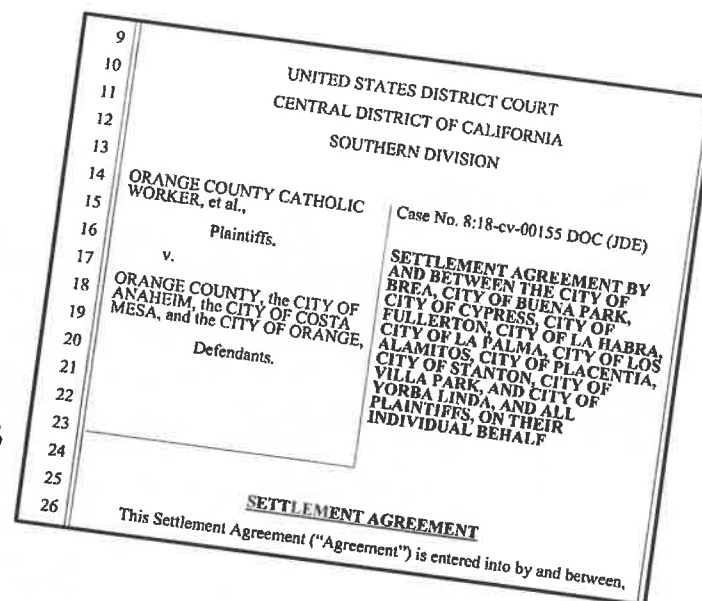 9
10
11
12
13
14
15
16
17
18
19
20
21
22
23
24
25
26
UNITED STATES DISTRICT COURT
CENTRAL DISTRICT OF CALIFORNIA
SOUTHERN DIVISION
ORANGE COUNTY CATHOLIC
WORKER, et al.,
Plaintiffs.
v.
ORANGE COUNTY, the CITY OF
ANAHEIM, the CITY OF COSTA
MESA, and the CITY OF ORANGE,
Defendants.
Case No. 8:18-cv-00155 DOC (JDE)
SETTLEMENT AGREEMENT BY
AND BETWEEN THE CITY OF
BREA, CITY OF BUENA PARK,
CITY OF CYPRESS, CITY OF
FULLERTON, CITY OF LA HABRA,
CITY OF LA PALMA, CITY OF LOS
ALAMITOS, CITY OF PLACENTIA,
CITY OF STANTON, CITY OF
VILLA PARK, AND CITY OF
YORBA LINDA, AND ALL
PLAINTIFFS, ON THEIR
INDIVIDUAL BEHALF
SETTLEMENT AGREEMENT
This Settlement Agreement ("Agreement") is entered into by and between,